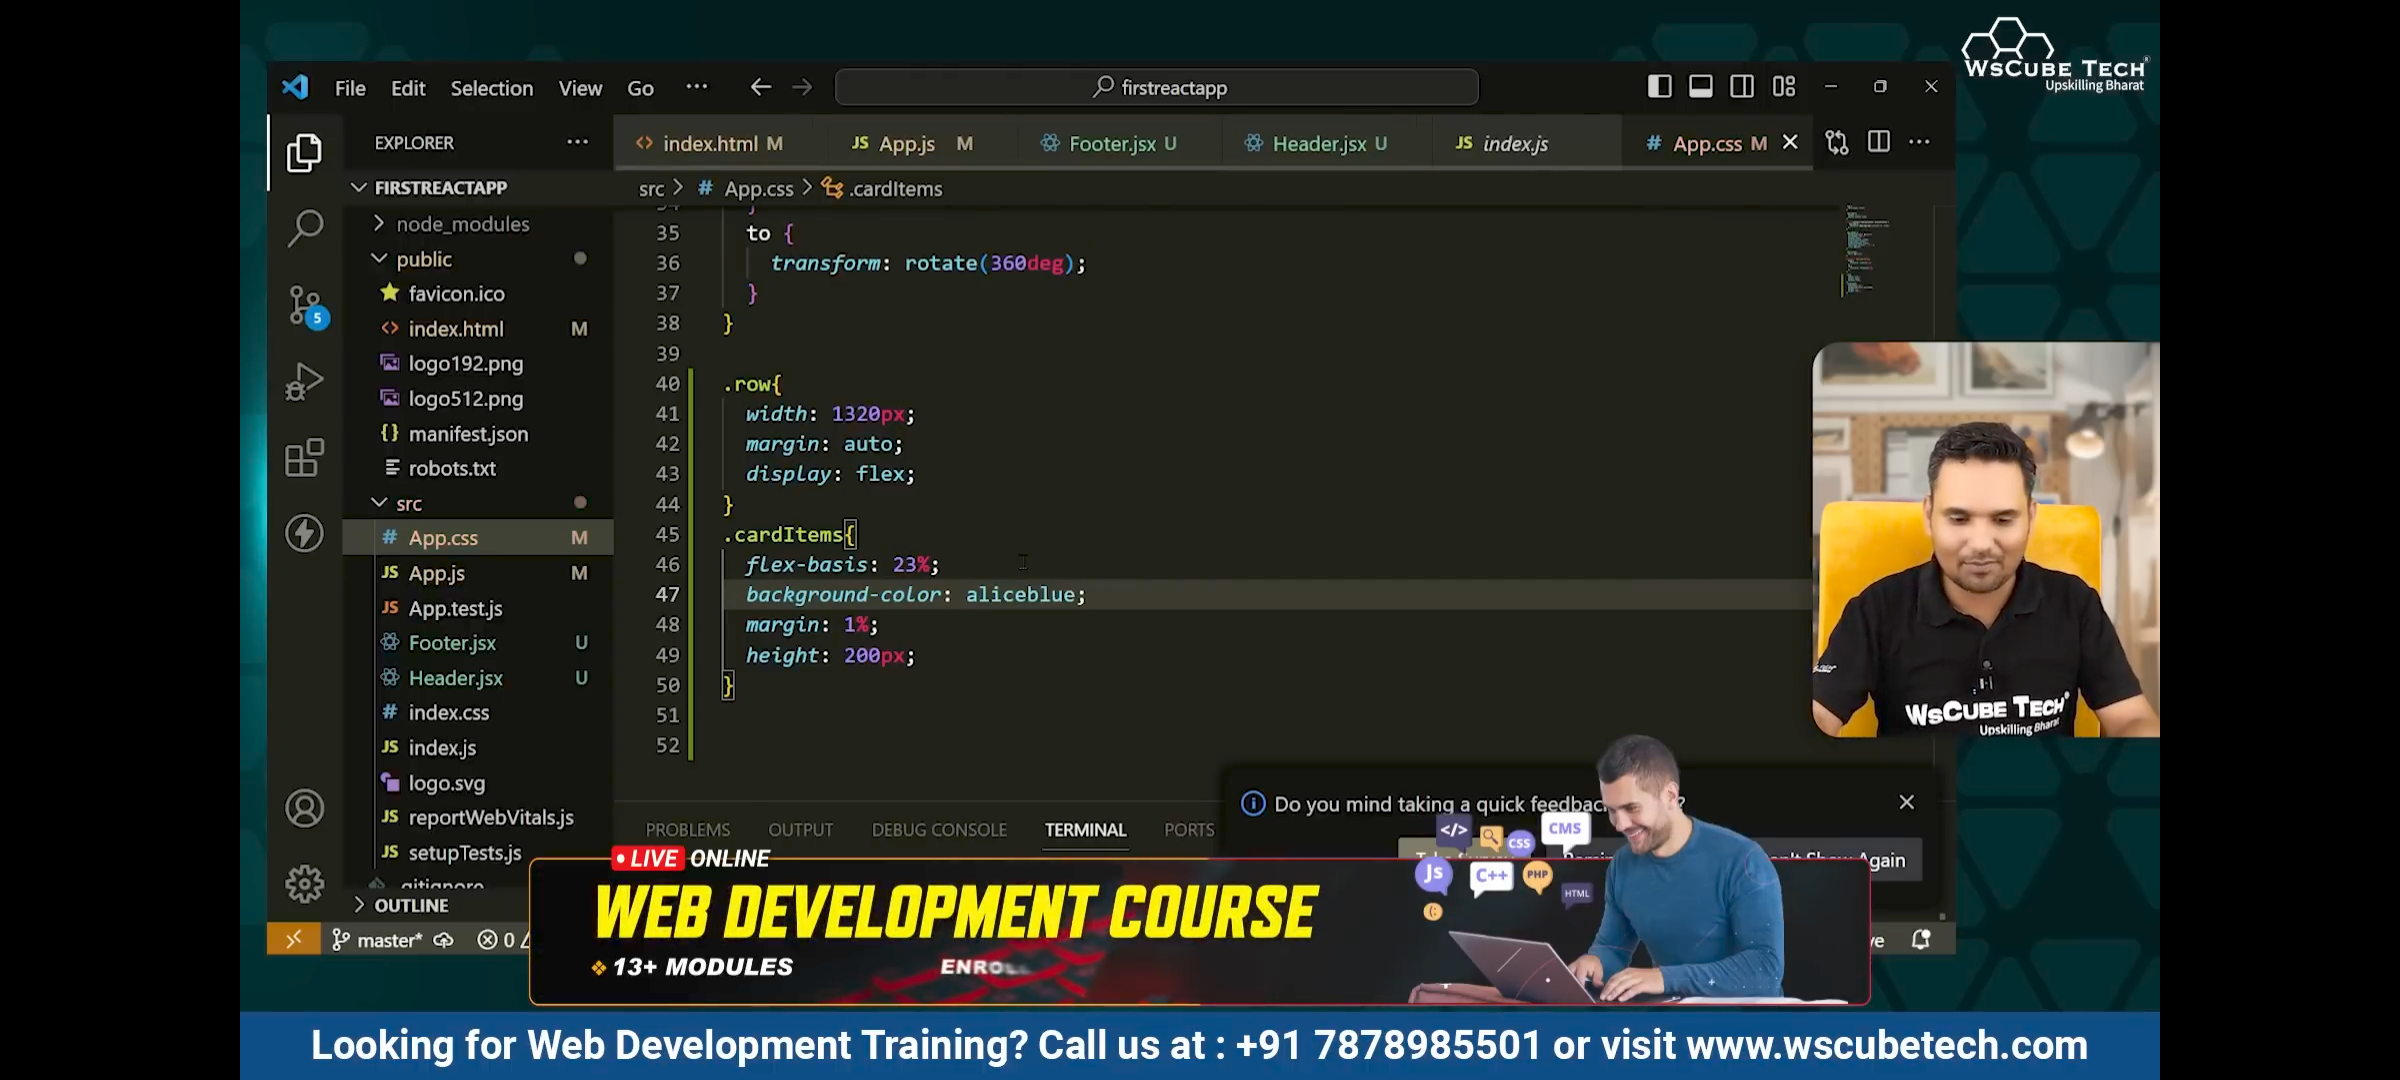 WsCube Tech
Upskilling Bharat
File Edit Selection View Go ··· firstreactapp
EXPLORER ···
index.html M JS App.js M Footer.jsx U Header.jsx U JS index.js # App.css M
src > # App.css > .cardItems
FIRSTREACTAPP
node_modules
public
favicon.ico
index.html M
logo192.png
logo512.png
{} manifest.json
robots.txt
src
# App.css M
JS App.js M
JS App.test.js
Footer.jsx U
Header.jsx U
# index.css
JS index.js
logo.svg
JS reportWebVitals.js
JS setupTests.js
.gitignore
OUTLINE
5
34 }
35 to {
36 transform: rotate(360deg);
37 }
38 }
39
40 .row{
41 width: 1320px;
42 margin: auto;
43 display: flex;
44 }
45 .cardItems{
46 flex-basis: 23%;
47 background-color: aliceblue;
48 margin: 1%;
49 height: 200px;
50 }
51
52
PROBLEMS OUTPUT DEBUG CONSOLE TERMINAL PORTS
Do you mind taking a quick feedback ?
Again
master* 0
WsCube Tech
Upskilling Bharat
• LIVE ONLINE
WEB DEVELOPMENT COURSE
13+ MODULES
</> CSS CMS
Js C++ PHP HTML
Looking for Web Development Training? Call us at : +91 7878985501 or visit www.wscubetech.com